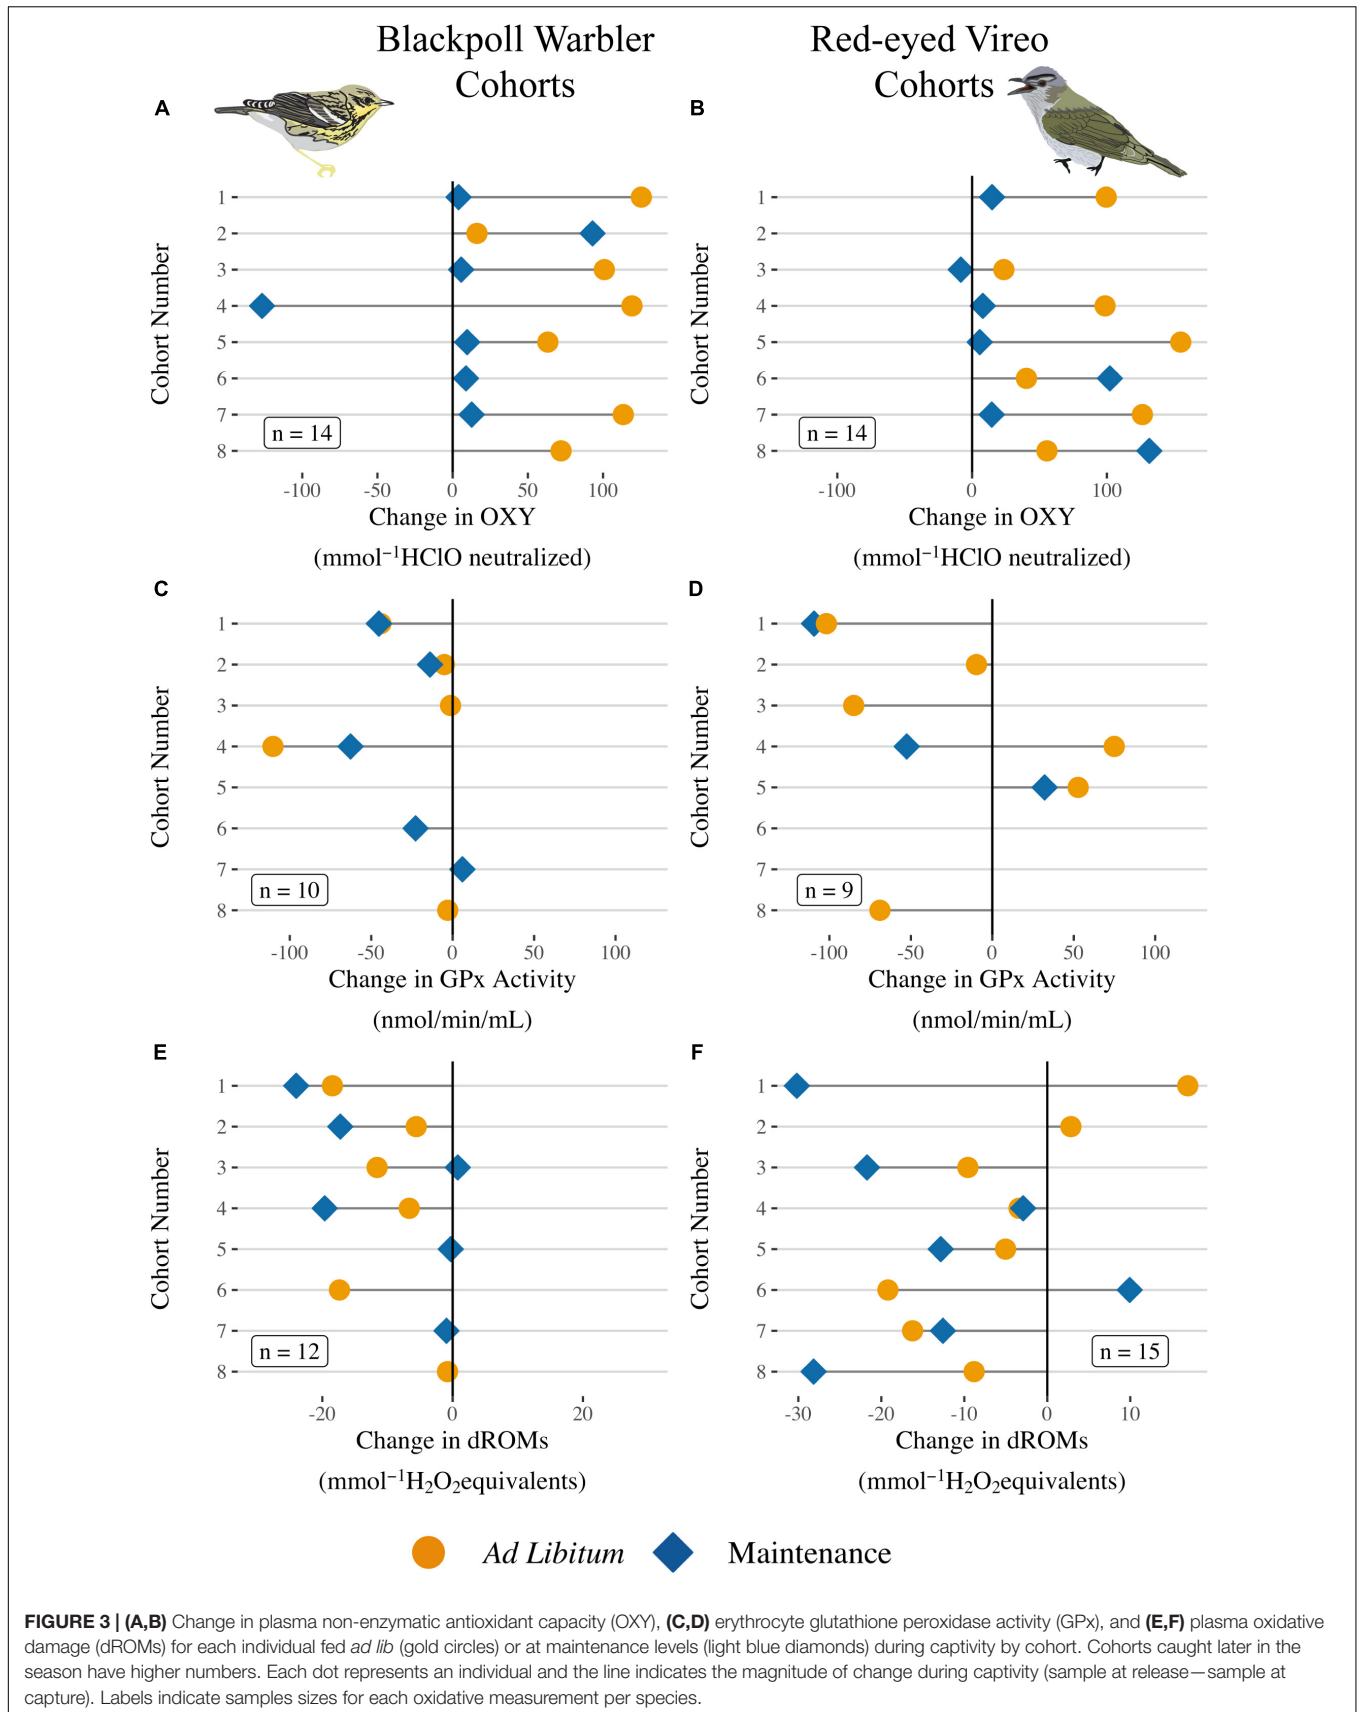 Blackpoll Warbler
Cohorts
Red-eyed Vireo
Cohorts
A
Cohort Number
1
2
3
4
5
6
7
8
n = 14
-100 -50 0 50 100
Change in OXY
(mmol⁻¹HClO neutralized)
B
Cohort Number
1
2
3
4
5
6
7
8
n = 14
-100 0 100
Change in OXY
(mmol⁻¹HClO neutralized)
C
Cohort Number
1
2
3
4
5
6
7
8
n = 10
-100 -50 0 50 100
Change in GPx Activity
(nmol/min/mL)
D
Cohort Number
1
2
3
4
5
6
7
8
n = 9
-100 -50 0 50 100
Change in GPx Activity
(nmol/min/mL)
E
Cohort Number
1
2
3
4
5
6
7
8
n = 12
-20 0 20
Change in dROMs
(mmol⁻¹H₂O₂equivalents)
F
Cohort Number
1
2
3
4
5
6
7
8
n = 15
-30 -20 -10 0 10
Change in dROMs
(mmol⁻¹H₂O₂equivalents)
Ad Libitum Maintenance
FIGURE 3 | (A,B) Change in plasma non-enzymatic antioxidant capacity (OXY), (C,D) erythrocyte glutathione peroxidase activity (GPx), and (E,F) plasma oxidative
damage (dROMs) for each individual fed ad lib (gold circles) or at maintenance levels (light blue diamonds) during captivity by cohort. Cohorts caught later in the
season have higher numbers. Each dot represents an individual and the line indicates the magnitude of change during captivity (sample at release—sample at
capture). Labels indicate samples sizes for each oxidative measurement per species.